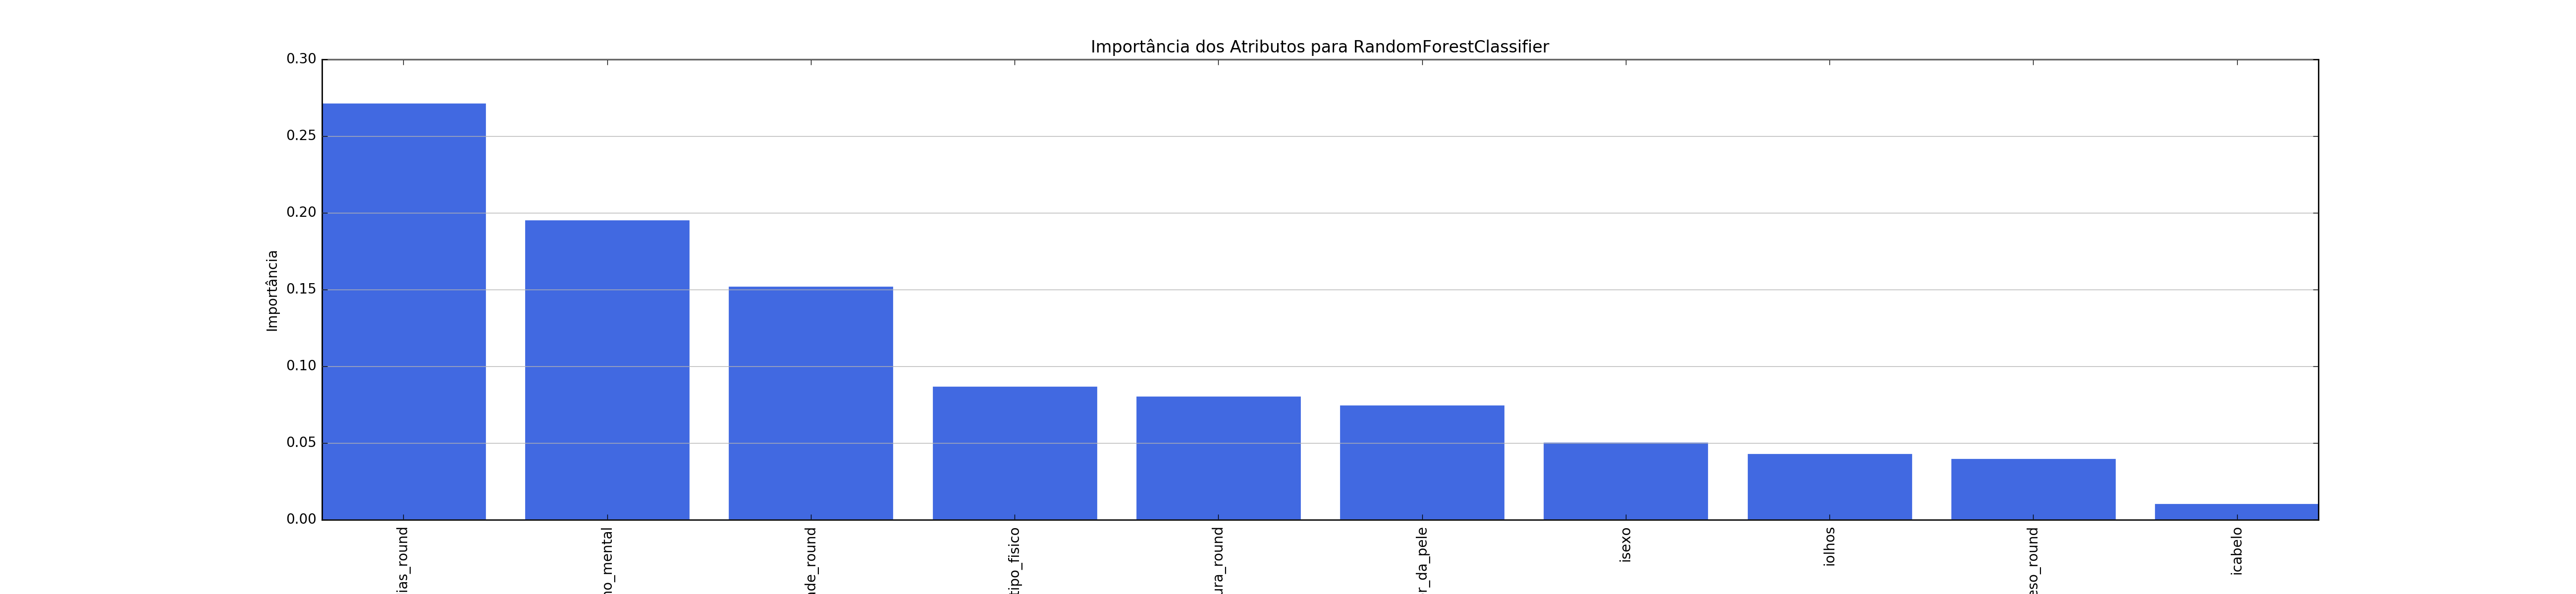 Importância dos Atributos para RandomForestClassifier
0.30
0.25
0.20
0.15
0.10
0.05
0.00
Importância
ias_round
no_mental
ade_round
tipo_fisico
ura_round
r_da_pele
isexo
iolhos
eso_round
icabelo